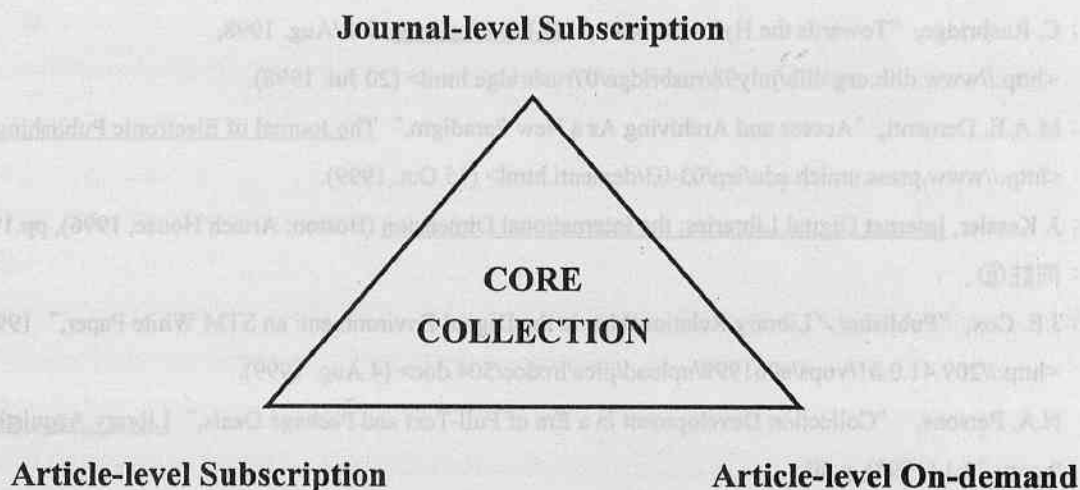 Journal-level Subscription
CORE
COLLECTION
Article-level Subscription
Article-level On-demand